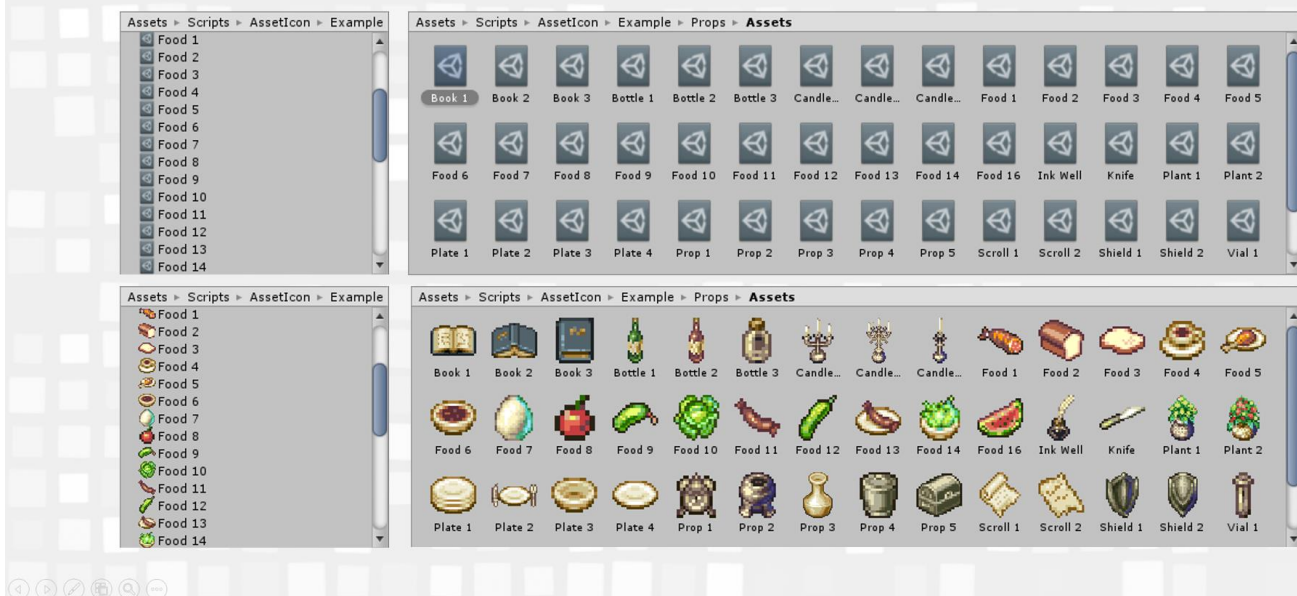 Assets ▸ Scripts ▸ AssetIcon ▸ Example
Food 1
Food 2
Food 3
Food 4
Food 5
Food 6
Food 7
Food 8
Food 9
Food 10
Food 11
Food 12
Food 13
Food 14
Assets ▸ Scripts ▸ AssetIcon ▸ Example ▸ Props ▸ Assets
Book 1 Book 2 Book 3 Bottle 1 Bottle 2 Bottle 3 Candle... Candle... Candle... Food 1 Food 2 Food 3 Food 4 Food 5
Food 6 Food 7 Food 8 Food 9 Food 10 Food 11 Food 12 Food 13 Food 14 Food 16 Ink Well Knife Plant 1 Plant 2
Plate 1 Plate 2 Plate 3 Plate 4 Prop 1 Prop 2 Prop 3 Prop 4 Prop 5 Scroll 1 Scroll 2 Shield 1 Shield 2 Vial 1
Assets ▸ Scripts ▸ AssetIcon ▸ Example
Food 1
Food 2
Food 3
Food 4
Food 5
Food 6
Food 7
Food 8
Food 9
Food 10
Food 11
Food 12
Food 13
Food 14
Assets ▸ Scripts ▸ AssetIcon ▸ Example ▸ Props ▸ Assets
Book 1 Book 2 Book 3 Bottle 1 Bottle 2 Bottle 3 Candle... Candle... Candle... Food 1 Food 2 Food 3 Food 4 Food 5
Food 6 Food 7 Food 8 Food 9 Food 10 Food 11 Food 12 Food 13 Food 14 Food 16 Ink Well Knife Plant 1 Plant 2
Plate 1 Plate 2 Plate 3 Plate 4 Prop 1 Prop 2 Prop 3 Prop 4 Prop 5 Scroll 1 Scroll 2 Shield 1 Shield 2 Vial 1